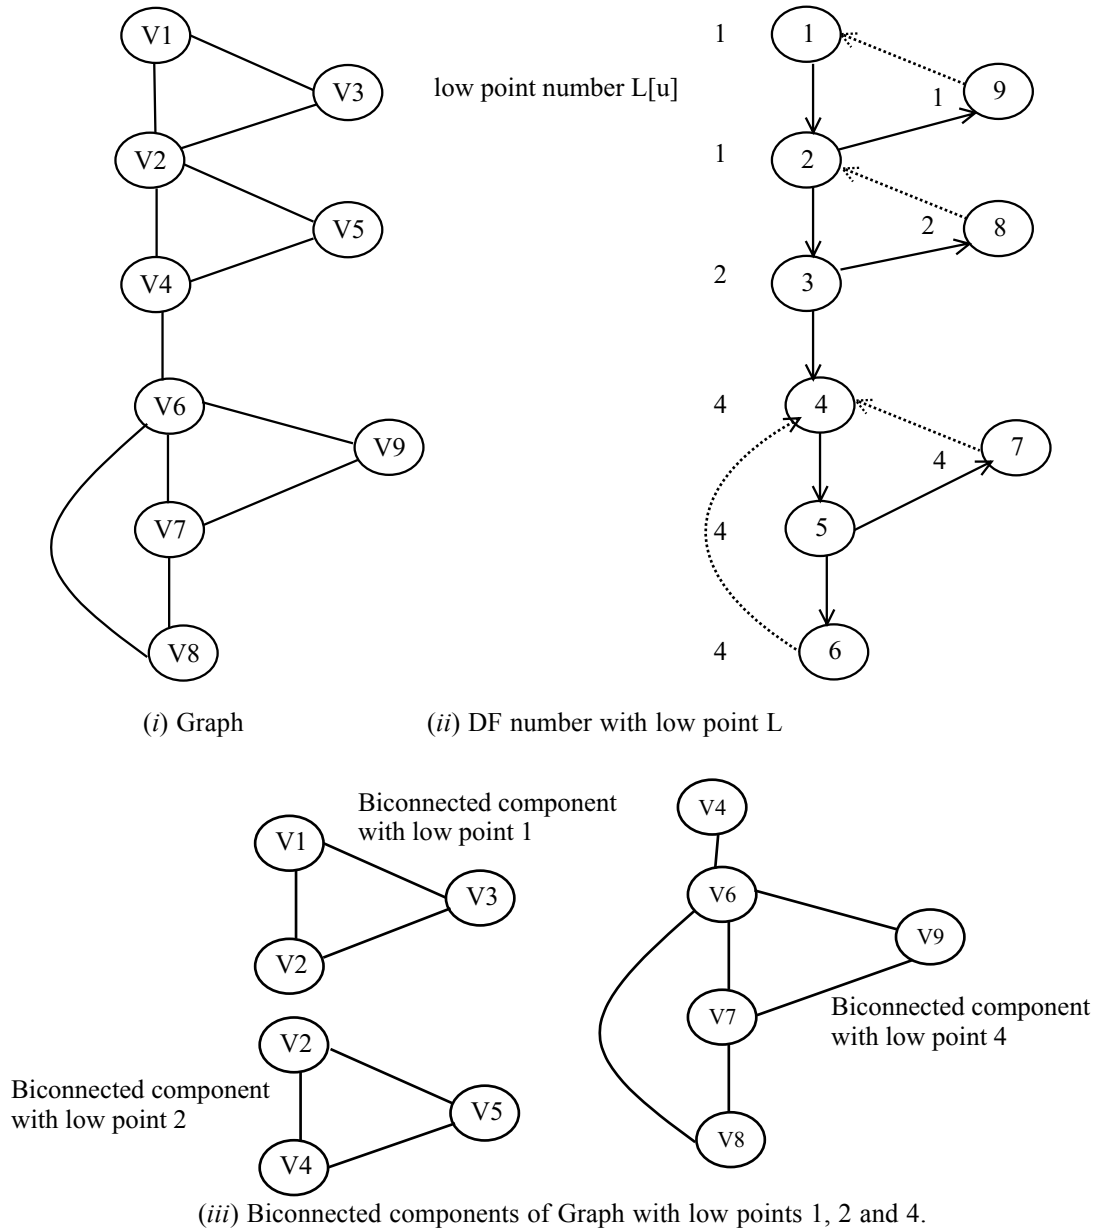 V1
V3
V2
V5
V4
V6
V9
V7
V8
(i) Graph
low point number L[u]
1
1
9
1
1
2
2
8
2
3
4
4
7
4
4
5
4
6
(ii) DF number with low point L
2
Biconnected component
with low point 1
V1
V3
V2
Biconnected component
with low point 2
V2
V5
V4
V4
V6
V9
V7
V8
Biconnected component
with low point 4
(iii) Biconnected components of Graph with low points 1, 2 and 4.